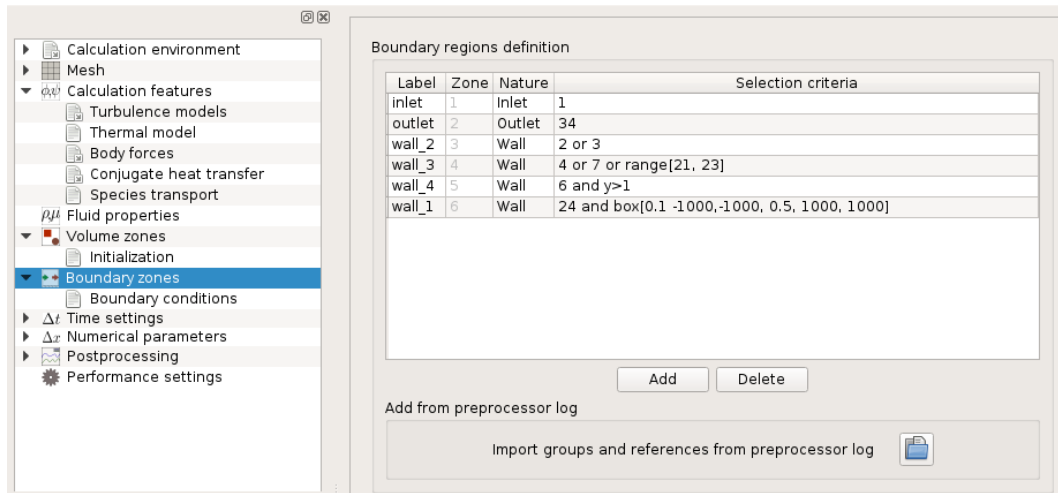 Calculation environment
Mesh
Calculation features
Turbulence models
Thermal model
Body forces
Conjugate heat transfer
Species transport
Fluid properties
Volume zones
Initialization
Boundary zones
Boundary conditions
Δt Time settings
Δx Numerical parameters
Postprocessing
Performance settings
Boundary regions definition
Label Zone Nature Selection criteria
inlet 1 Inlet 1
outlet 2 Outlet 34
wall_2 3 Wall 2 or 3
wall_3 4 Wall 4 or 7 or range[21, 23]
wall_4 5 Wall 6 and y>1
wall_1 6 Wall 24 and box[0.1 -1000,-1000, 0.5, 1000, 1000]
Add Delete
Add from preprocessor log
Import groups and references from preprocessor log